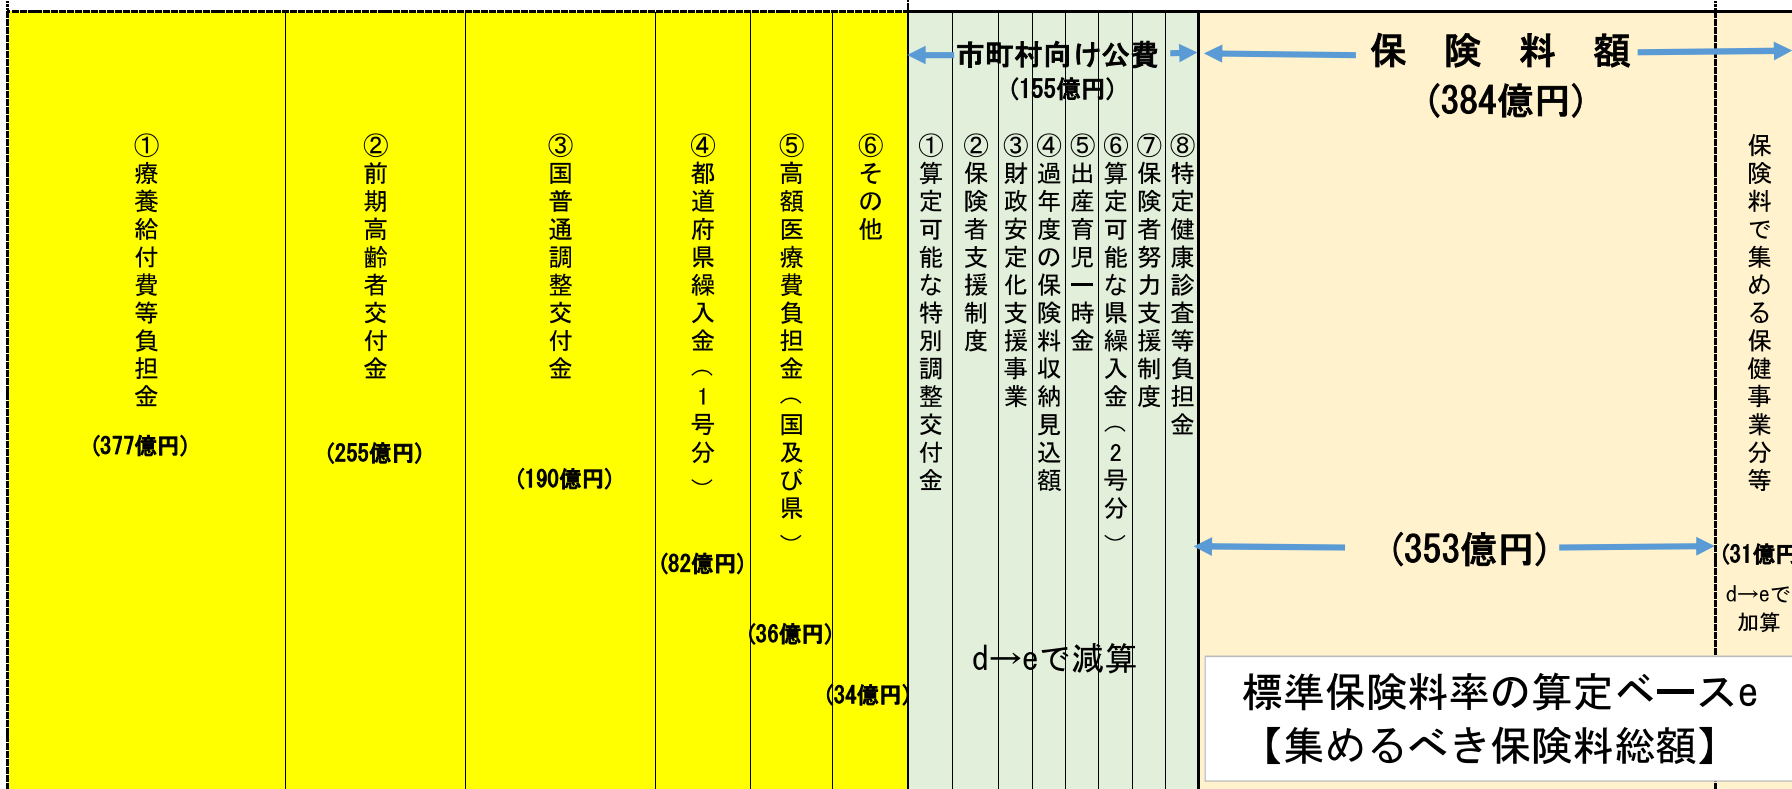 ①療養給付費等負担金
(377億円)
②前期高齢者交付金
(255億円)
③国普通調整交付金
(190億円)
④都道府県繰入金（１号分）
(82億円)
⑤高額医療費負担金（国及び県）
(36億円)
⑥その他
(34億円)
市町村向け公費
(155億円)
①算定可能な特別調整交付金
②保険者支援制度
③財政安定化支援事業
④過年度の保険料収納見込額
⑤出産育児一時金
⑥算定可能な県繰入金（２号分）
⑦保険者努力支援制度
⑧特定健康診査等負担金
d→eで減算
保　険　料　額
(384億円)
(353億円)
保険料で集める保健事業分等
(31億円
d→eで
加算
標準保険料率の算定ベースe
【集めるべき保険料総額】